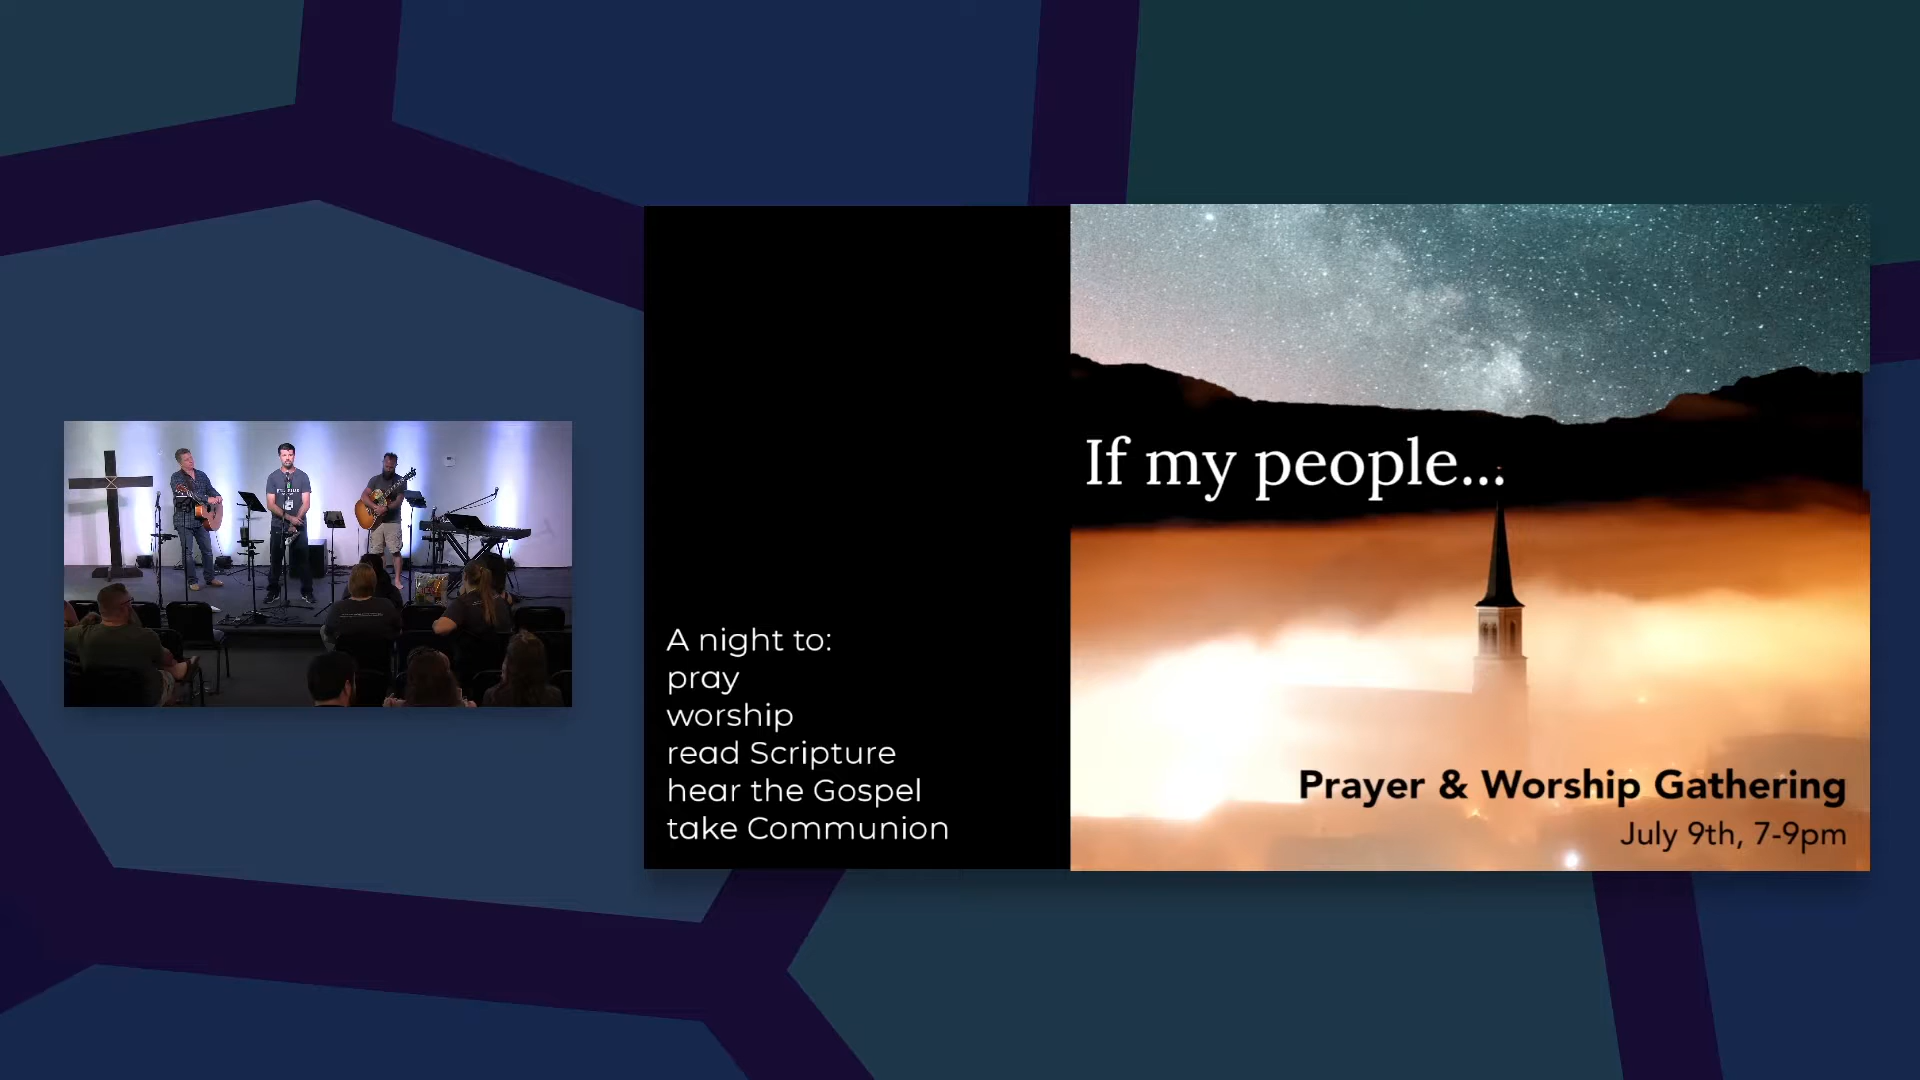 A night to:
pray
worship
read Scripture
hear the Gospel
take Communion
If my people...
Prayer & Worship Gathering
July 9th, 7-9pm